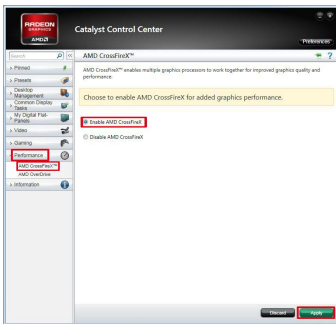 RADEON
GRAPHICS
AMD
Catalyst Control Center
Preferences
Search
Pinned
Presets
Desktop
Management
Common Display
Tasks
My Digital Flat-
Panels
Video
Gaming
Performance
AMD CrossFireX™
AMD OverDrive
Information
AMD CrossFireX™
AMD CrossFireX™ enables multiple graphics processors to work together for improved graphics quality and
performance.
Choose to enable AMD CrossFireX for added graphics performance.
Enable AMD CrossFireX
Disable AMD CrossFireX
Discard
Apply